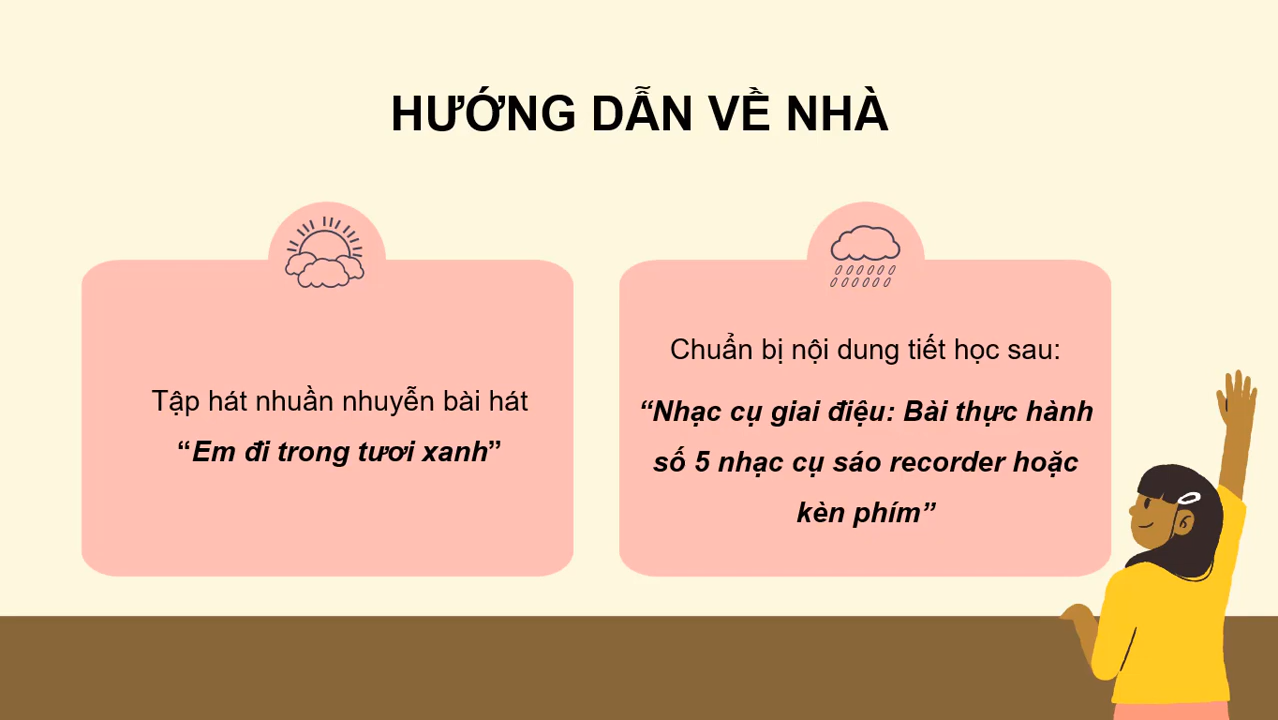 HƯỚNG DẪN VỀ NHÀ
Tập hát nhuần nhuyễn bài hát
“Em đi trong tươi xanh”
Chuẩn bị nội dung tiết học sau:
“Nhạc cụ giai điệu: Bài thực hành
số 5 nhạc cụ sáo recorder hoặc
kèn phím”